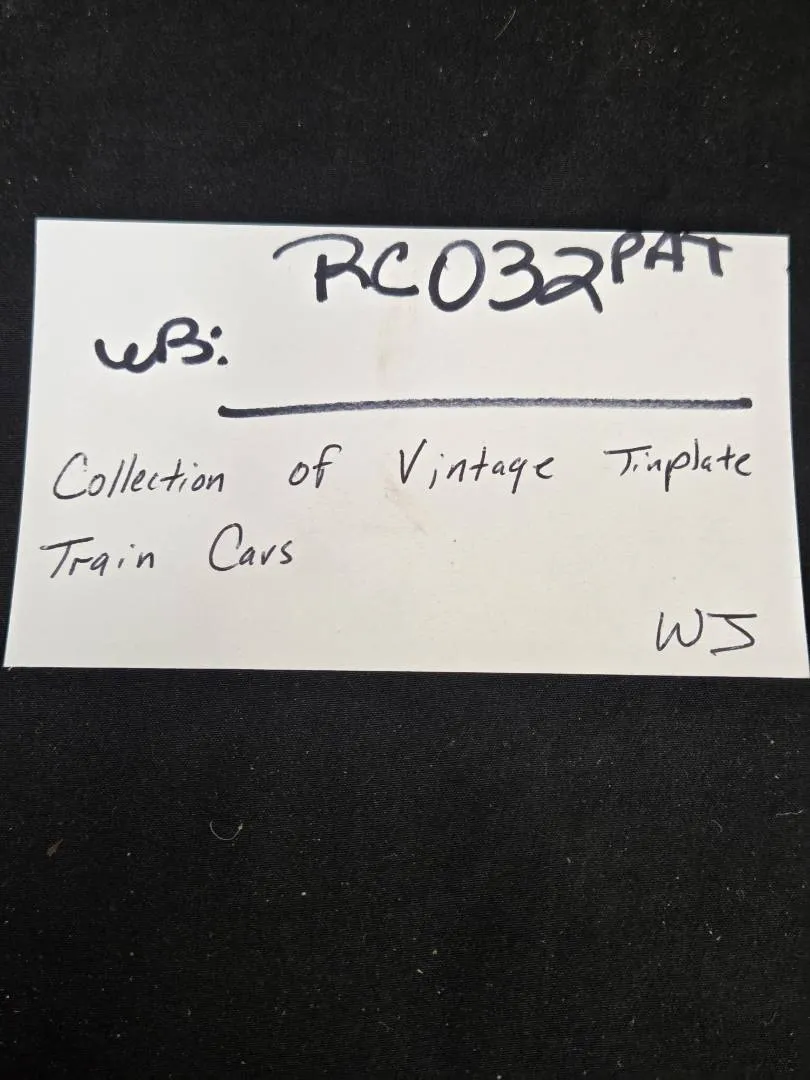 RC032PAT
WB:
Collection of Vintage Tinplate
Train Cars
WJ